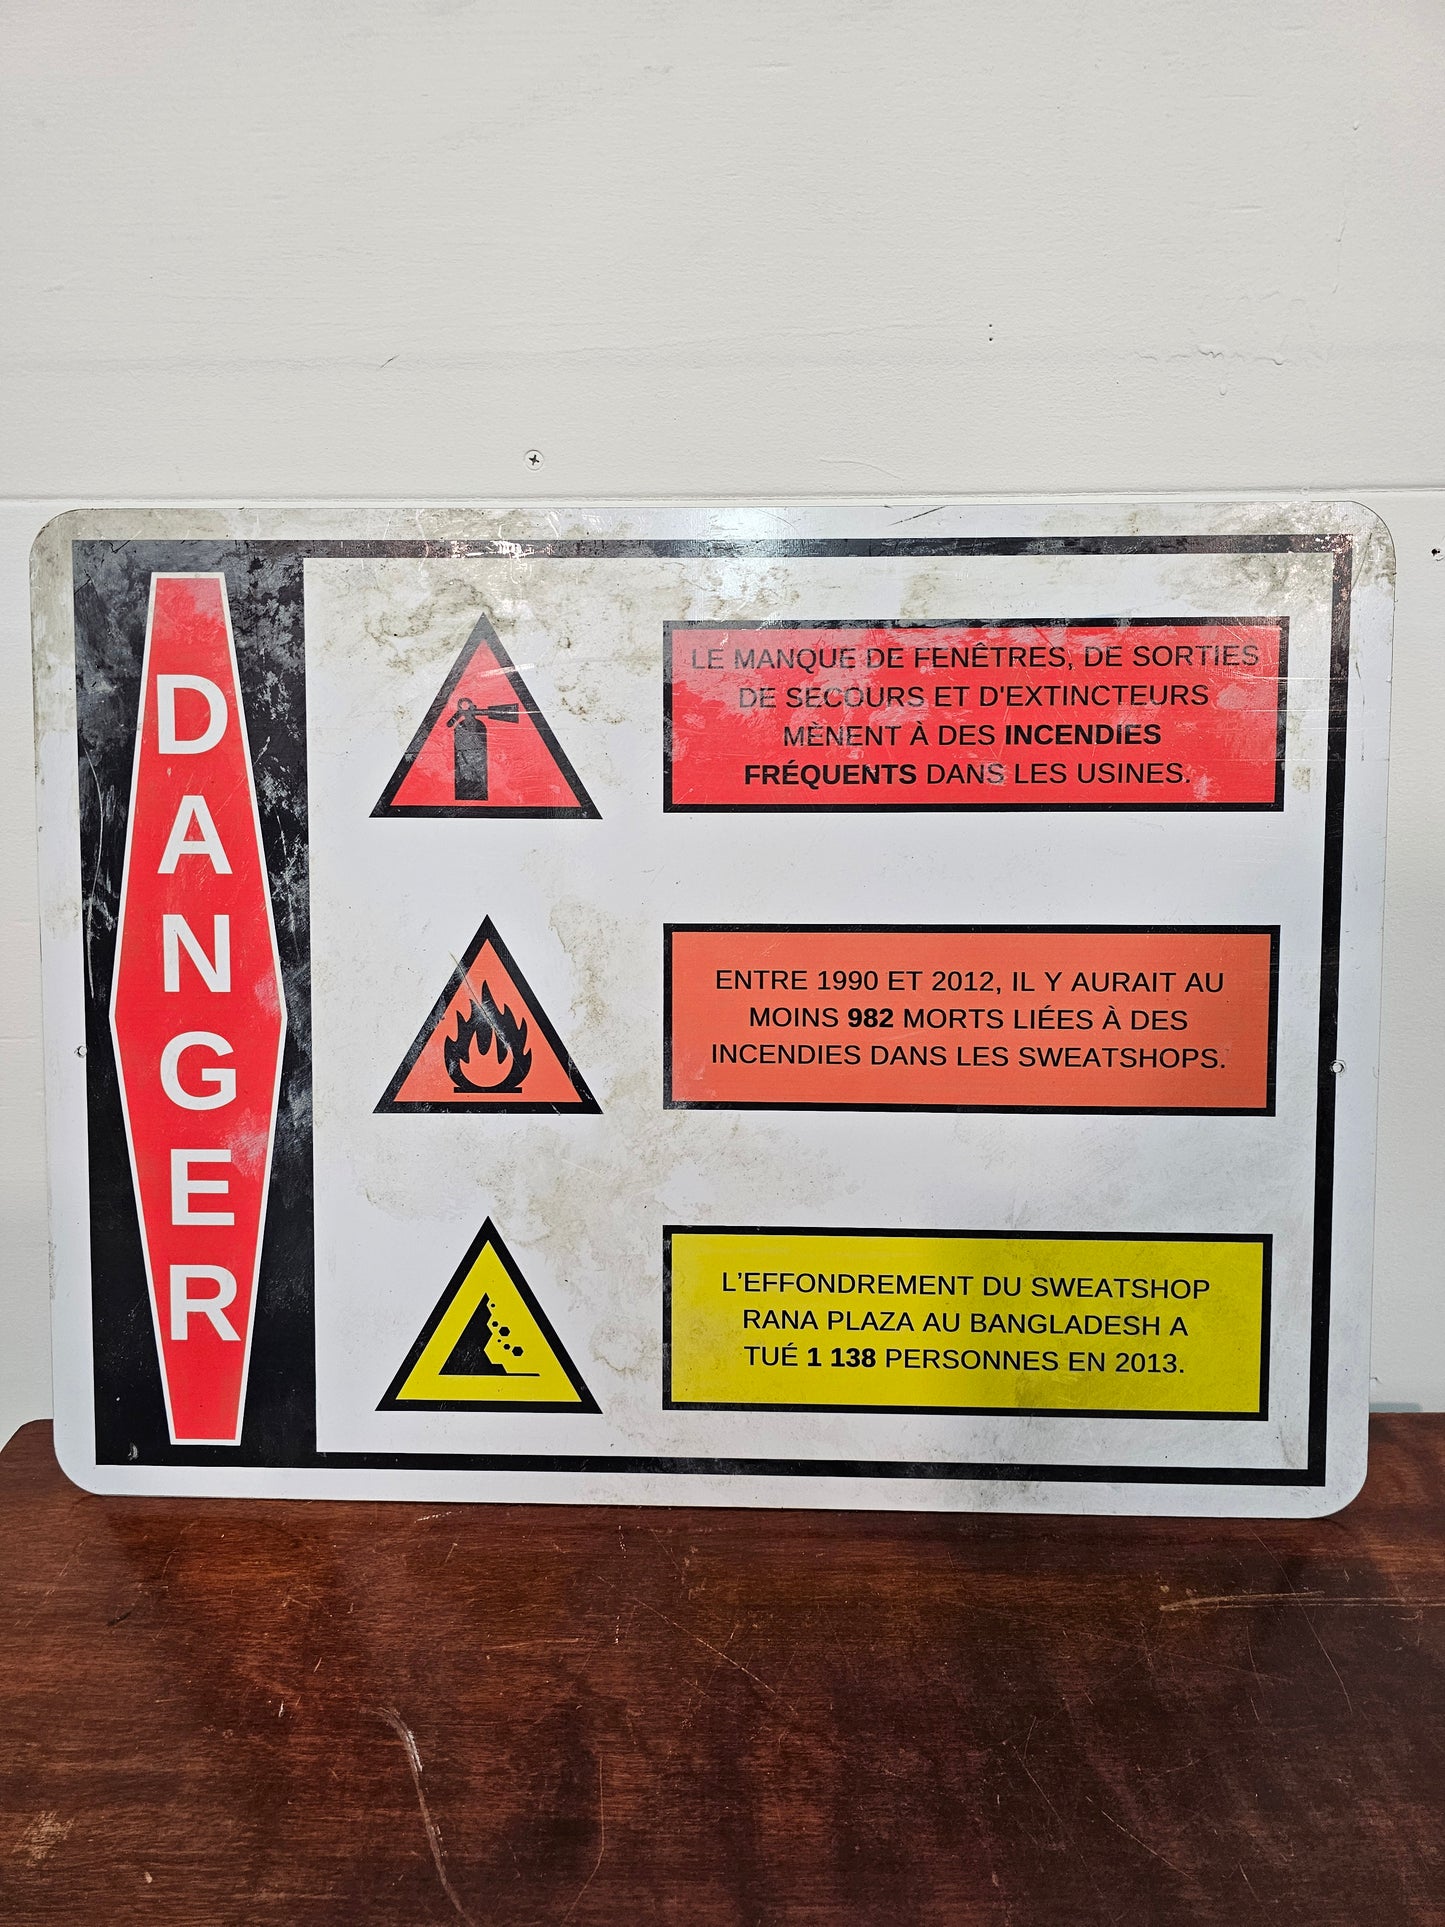 DANGER
LE MANQUE DE FENÊTRES, DE SORTIES
DE SECOURS ET D'EXTINCTEURS
MÈNENT À DES INCENDIES
FRÉQUENTS DANS LES USINES.
ENTRE 1990 ET 2012, IL Y AURAIT AU
MOINS 982 MORTS LIÉES À DES
INCENDIES DANS LES SWEATSHOPS.
L’EFFONDREMENT DU SWEATSHOP
RANA PLAZA AU BANGLADESH A
TUÉ 1 138 PERSONNES EN 2013.